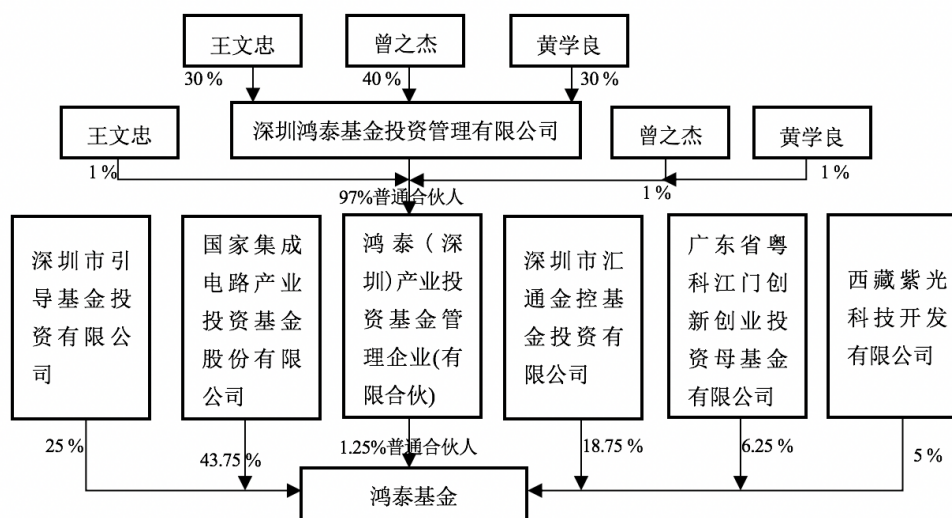 王文忠
曾之杰
黄学良
30 %
40 %
30 %
深圳鸿泰基金投资管理有限公司
王文忠
曾之杰
黄学良
1 %
1 %
1 %
97%普通合伙人
深圳市引
导基金投
资有限公
司
国家集成
电路产业
投资基金
股份有限
公司
鸿泰（深
圳)产业投
资基金管
理企业(有
限合伙)
深圳市汇
通金控基
金投资有
限公司
广东省粤
科江门创
新创业投
资母基金
有限公司
西藏紫光
科技开发
有限公司
25 %
43.75 %
1.25%普通合伙人
18.75 %
6.25 %
5 %
鸿泰基金